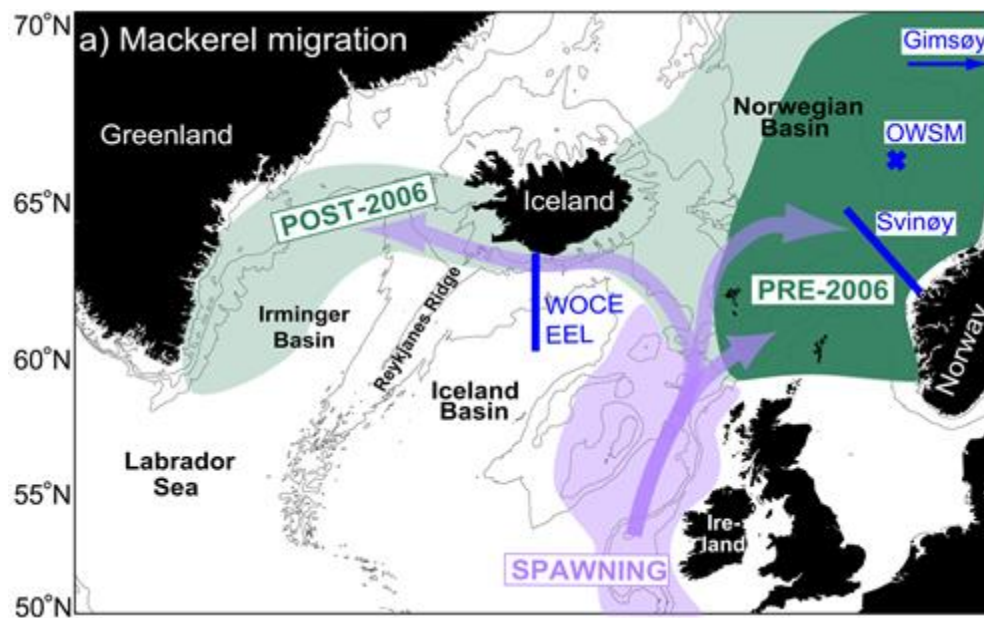 70°N
a) Mackerel migration
Gimsøy
Greenland
Norwegian
Basin
OWSM
65°N
POST-2006
Iceland
Svinøy
PRE-2006
Irminger
Basin
Reykjanes Ridge
WOCE
EEL
60°N
Norway
Iceland
Basin
Labrador
Sea
55°N
Ire-
land
SPAWNING
50°N